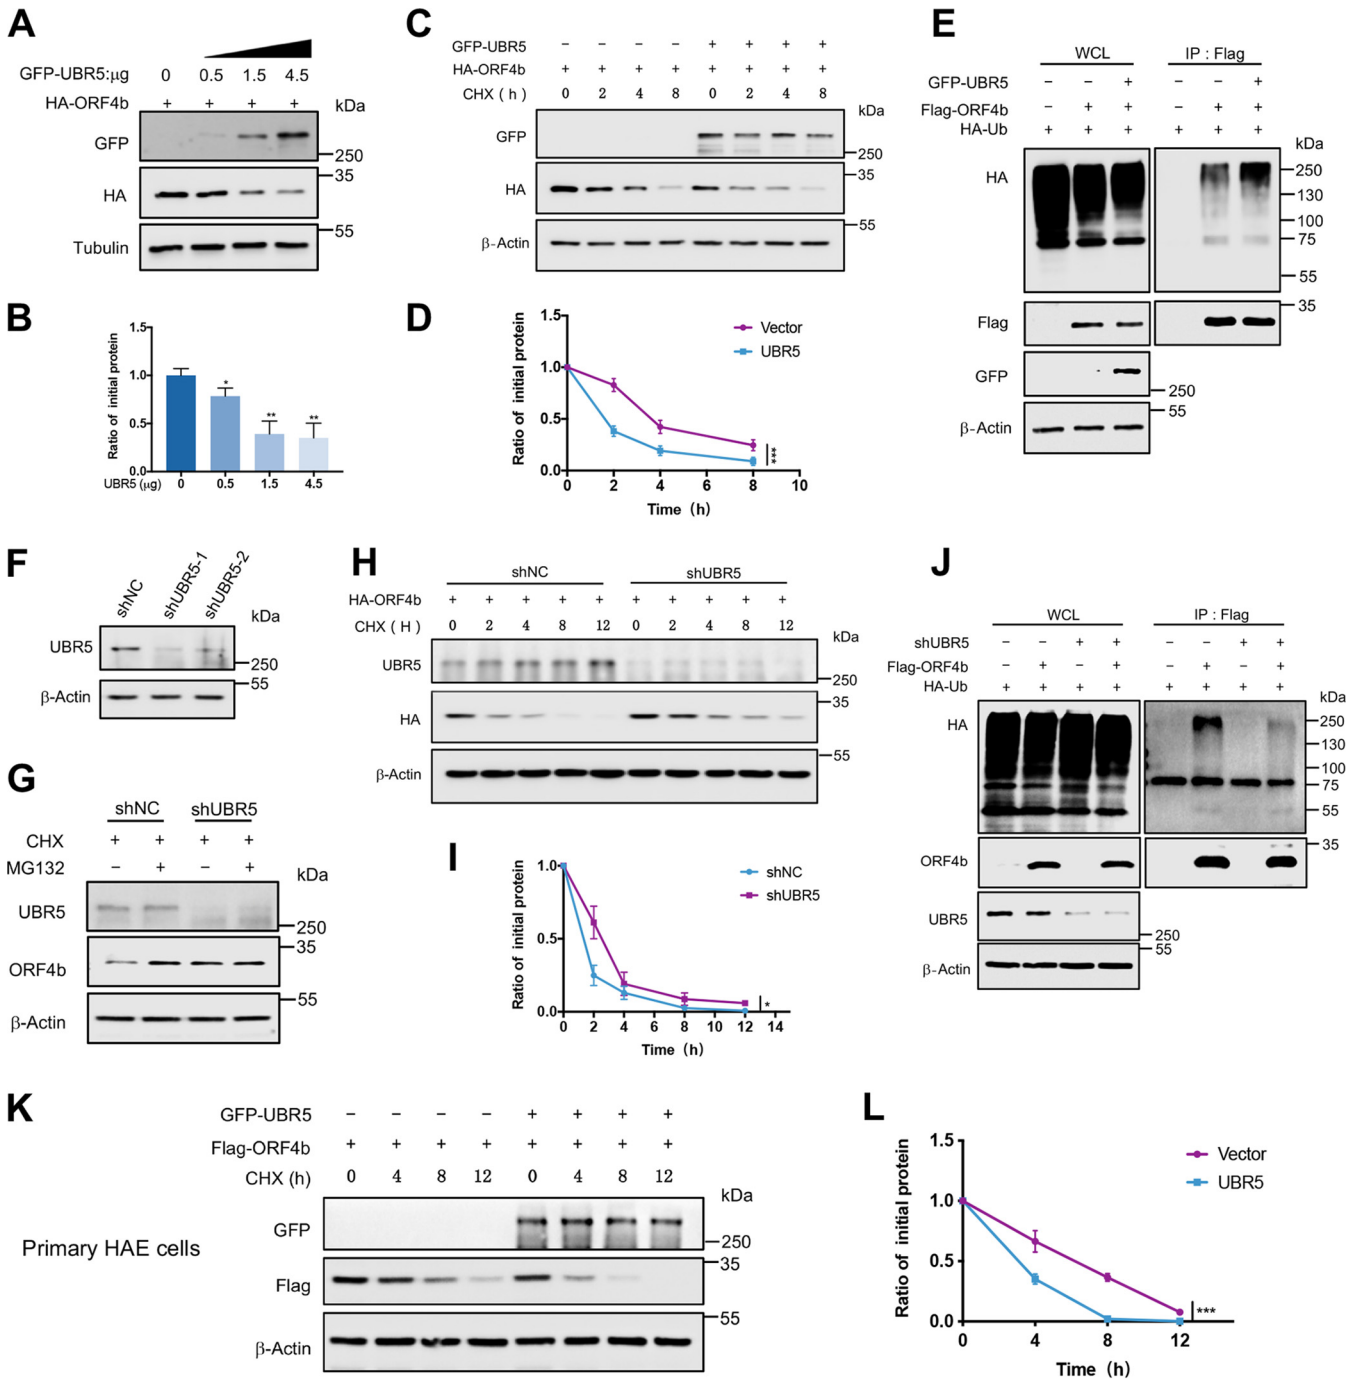 A
GFP-UBR5:μg 0 0.5 1.5 4.5
HA-ORF4b + + + + kDa
GFP
250
35
HA
55
Tubulin
B
Ratio of initial protein
1.5
1.0
0.5
0.0
* ** **
UBR5 (μg) 0 0.5 1.5 4.5
C
GFP-UBR5 − − − − + + + +
HA-ORF4b + + + + + + + +
CHX ( h ) 0 2 4 8 0 2 4 8
kDa
GFP
250
35
HA
55
β-Actin
D
Ratio of initial protein
1.5
1.0
0.5
0.0
Vector
UBR5
***
0 2 4 6 8 10
Time (h)
E
WCL IP : Flag
GFP-UBR5 − − + − − +
Flag-ORF4b − + + − + +
HA-Ub + + + + + +
kDa
HA
250
130
100
75
55
35
Flag
GFP
250
55
β-Actin
F
shNC shUBR5-1 shUBR5-2
kDa
UBR5
250
55
β-Actin
G
shNC shUBR5
CHX + + + +
MG132 − + − +
kDa
UBR5
250
35
ORF4b
55
β-Actin
H
shNC shUBR5
HA-ORF4b + + + + + + + + + +
CHX ( H ) 0 2 4 8 12 0 2 4 8 12
kDa
UBR5
250
35
HA
55
β-Actin
I
Ratio of initial protein
1.0
0.5
0.0
shNC
shUBR5
*
0 2 4 6 8 10 12 14
Time (h)
J
WCL IP : Flag
shUBR5 − − + + − − + +
Flag-ORF4b − + − + − + − +
HA-Ub + + + + + + + +
kDa
HA
250
130
100
75
55
35
ORF4b
UBR5
250
55
β-Actin
K
GFP-UBR5 − − − − + + + +
Flag-ORF4b + + + + + + + +
CHX (h) 0 4 8 12 0 4 8 12
kDa
GFP
250
Primary HAE cells
35
Flag
55
β-Actin
L
Ratio of initial protein
1.5
1.0
0.5
0.0
Vector
UBR5
***
0 4 8 12
Time (h)